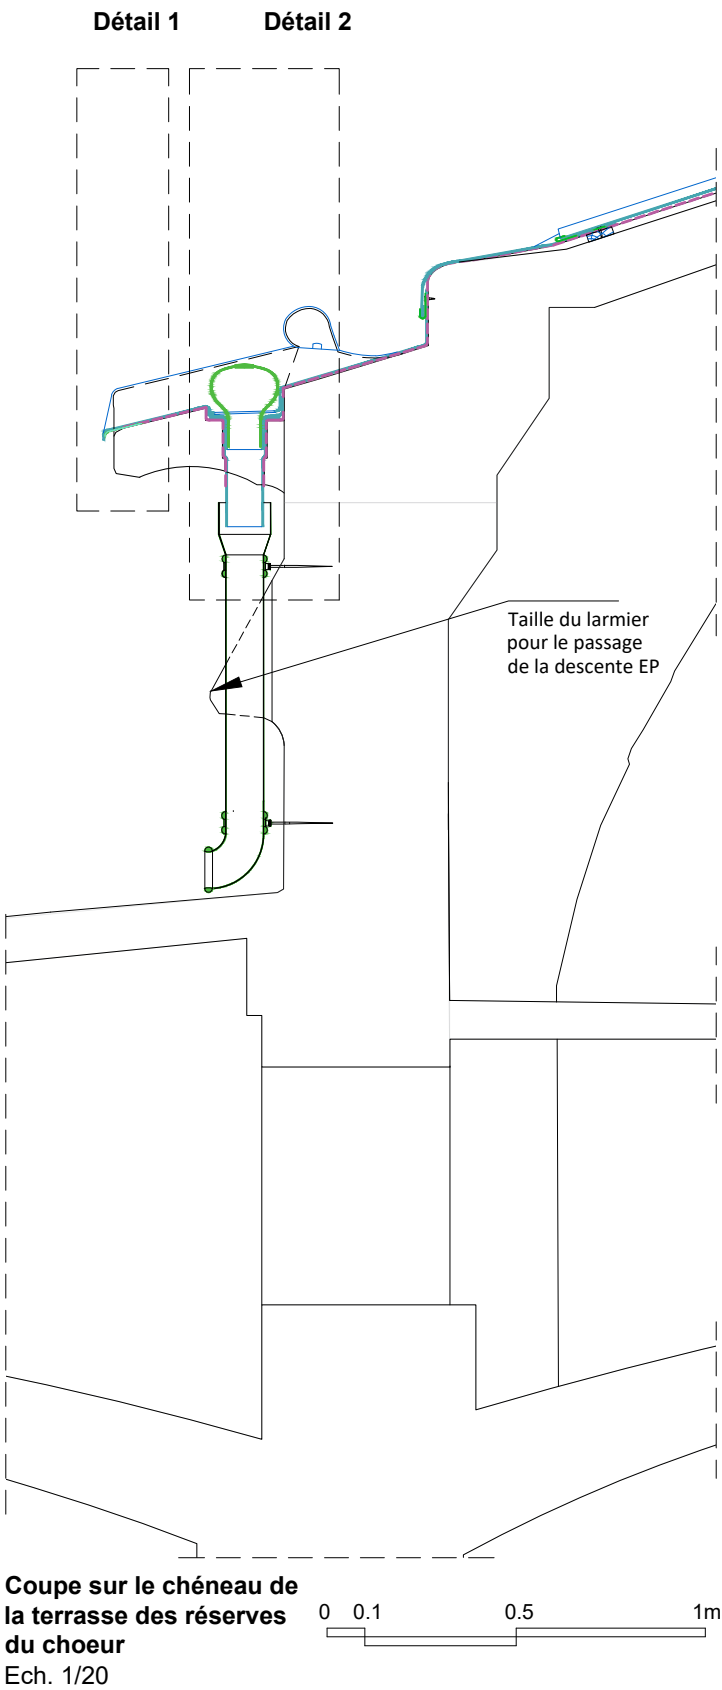 Détail 1
Détail 2
Taille du larmier
pour le passage
de la descente EP
Coupe sur le chéneau de
la terrasse des réserves
du choeur
Ech. 1/20
0 0.1 0.5 1m